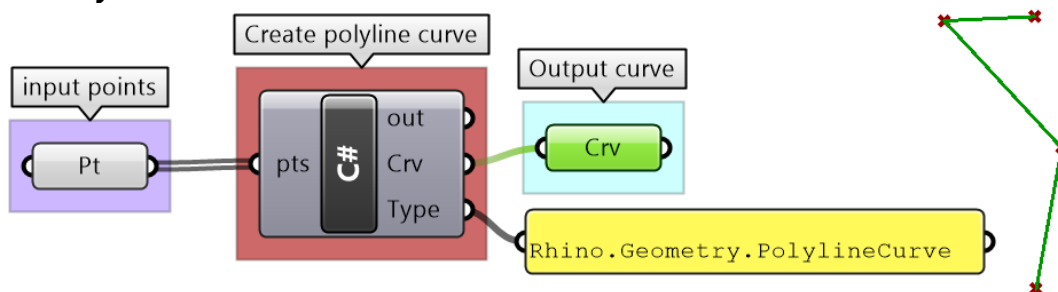 Create polyline curve
input points
Output curve
Pt
pts
C#
out
Crv
Type
Crv
Rhino.Geometry.PolylineCurve